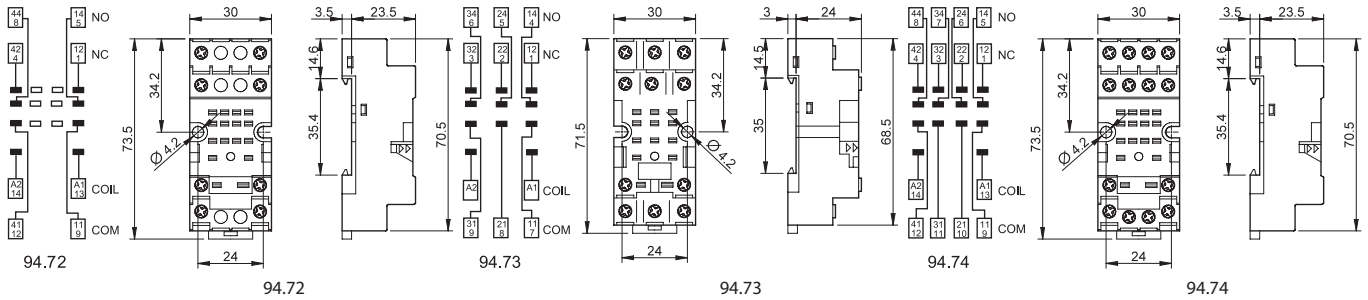 44 8
14 5
NO
42 4
12 1
NC
A2 14
A1 13
COIL
41 12
11 9
COM
94.72
30
34.2
73.5
Ø 4.2
24
3.5
23.5
14.6
35.4
70.5
94.72
34 6
24 5
14 4
NO
32 3
22 2
12 1
NC
A2
A1
COIL
31 9
21 8
11 7
COM
94.73
30
34.2
71.5
Ø 4.2
24
3
24
14.5
35
68.5
94.73
44 8
34 7
24 6
14 5
NO
42 4
32 3
22 2
12 1
NC
A2 14
A1 13
COIL
41 12
31 11
21 10
11 9
COM
94.74
30
34.2
73.5
Ø 4.2
24
3.5
23.5
14.6
35.4
70.5
94.74